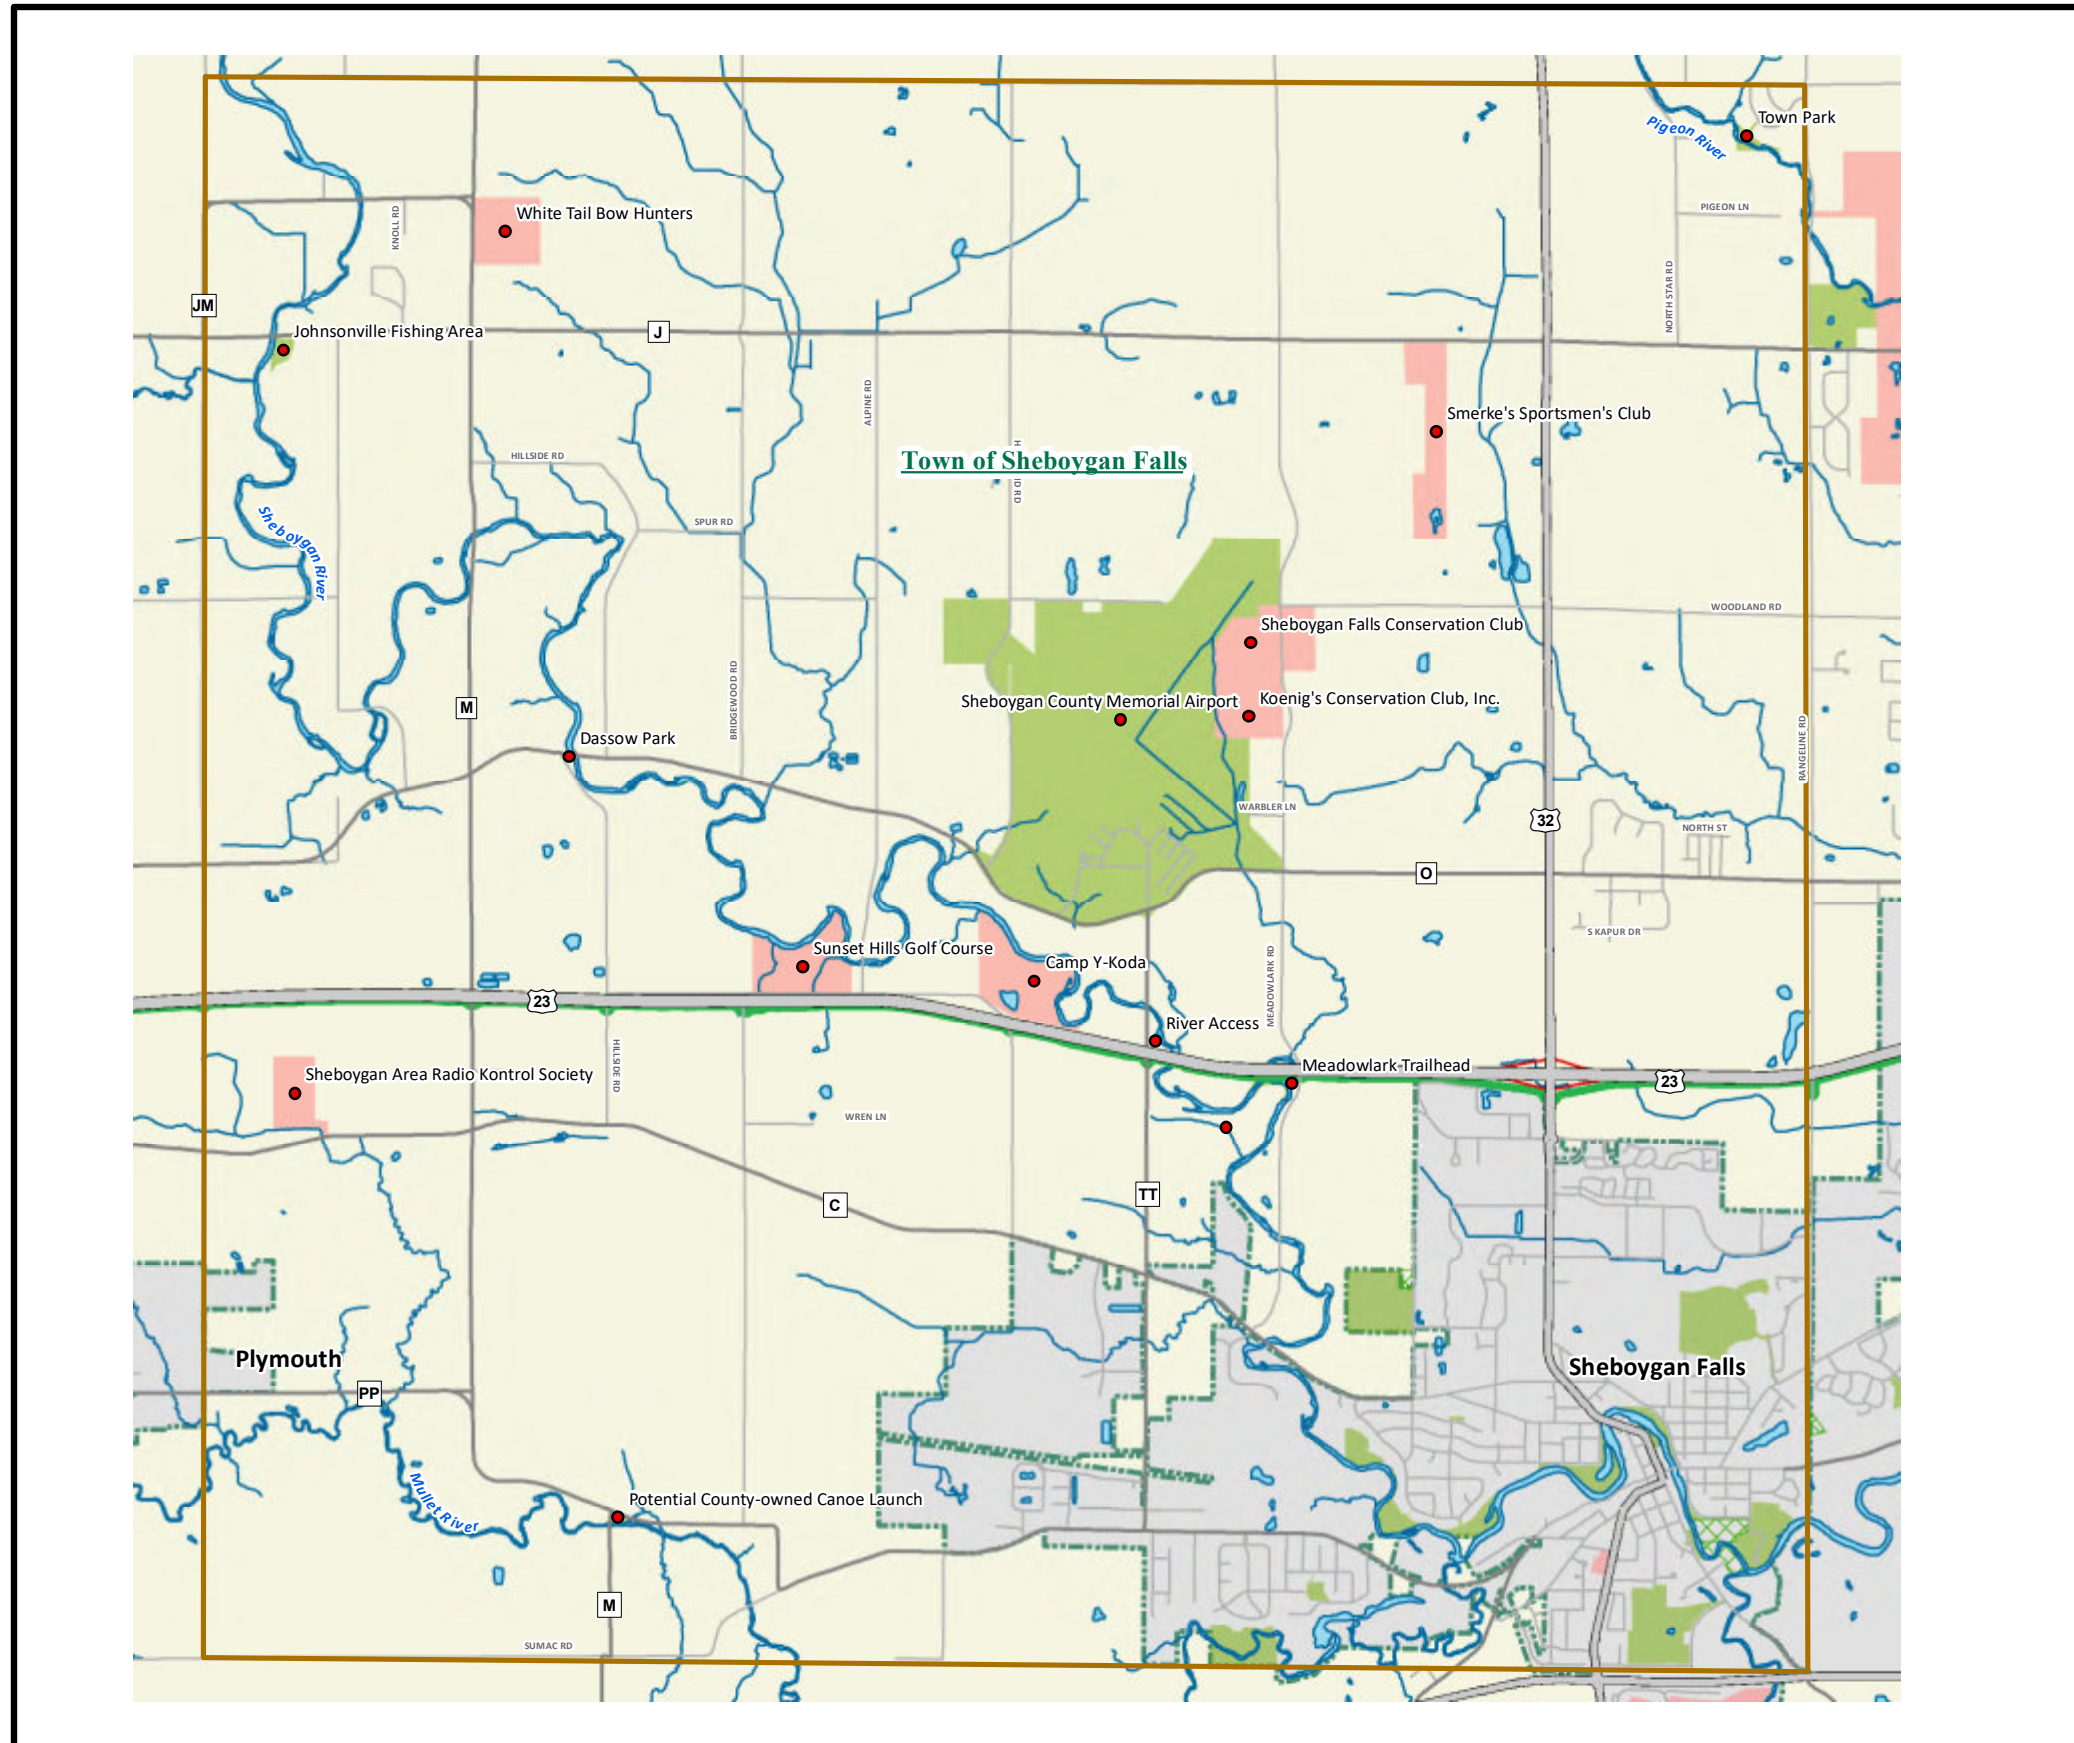 Town Park
Pigeon River
PIGEON LN
KNOLL RD
White Tail Bow Hunters
NORTH STAR RD
JM
J
Johnsonville Fishing Area
ALPINE RD
Smerke's Sportsmen's Club
HILLSIDE RD
Town of Sheboygan Falls
SPUR RD
Sheboygan River
WOODLAND RD
Sheboygan Falls Conservation Club
BRIDGEWOOD RD
Sheboygan County Memorial Airport
Koenig's Conservation Club, Inc.
M
Dassow Park
RANGELINE RD
WARBLER LN
32
NORTH ST
O
S KAPUR DR
Sunset Hills Golf Course
Camp Y-Koda
MEADOWLARK RD
23
River Access
HILLSIDE RD
Meadowlark Trailhead
Sheboygan Area Radio Kontrol Society
23
WREN LN
TT
C
Plymouth
Sheboygan Falls
PP
Mullet River
Potential County-owned Canoe Launch
M
SUMAC RD